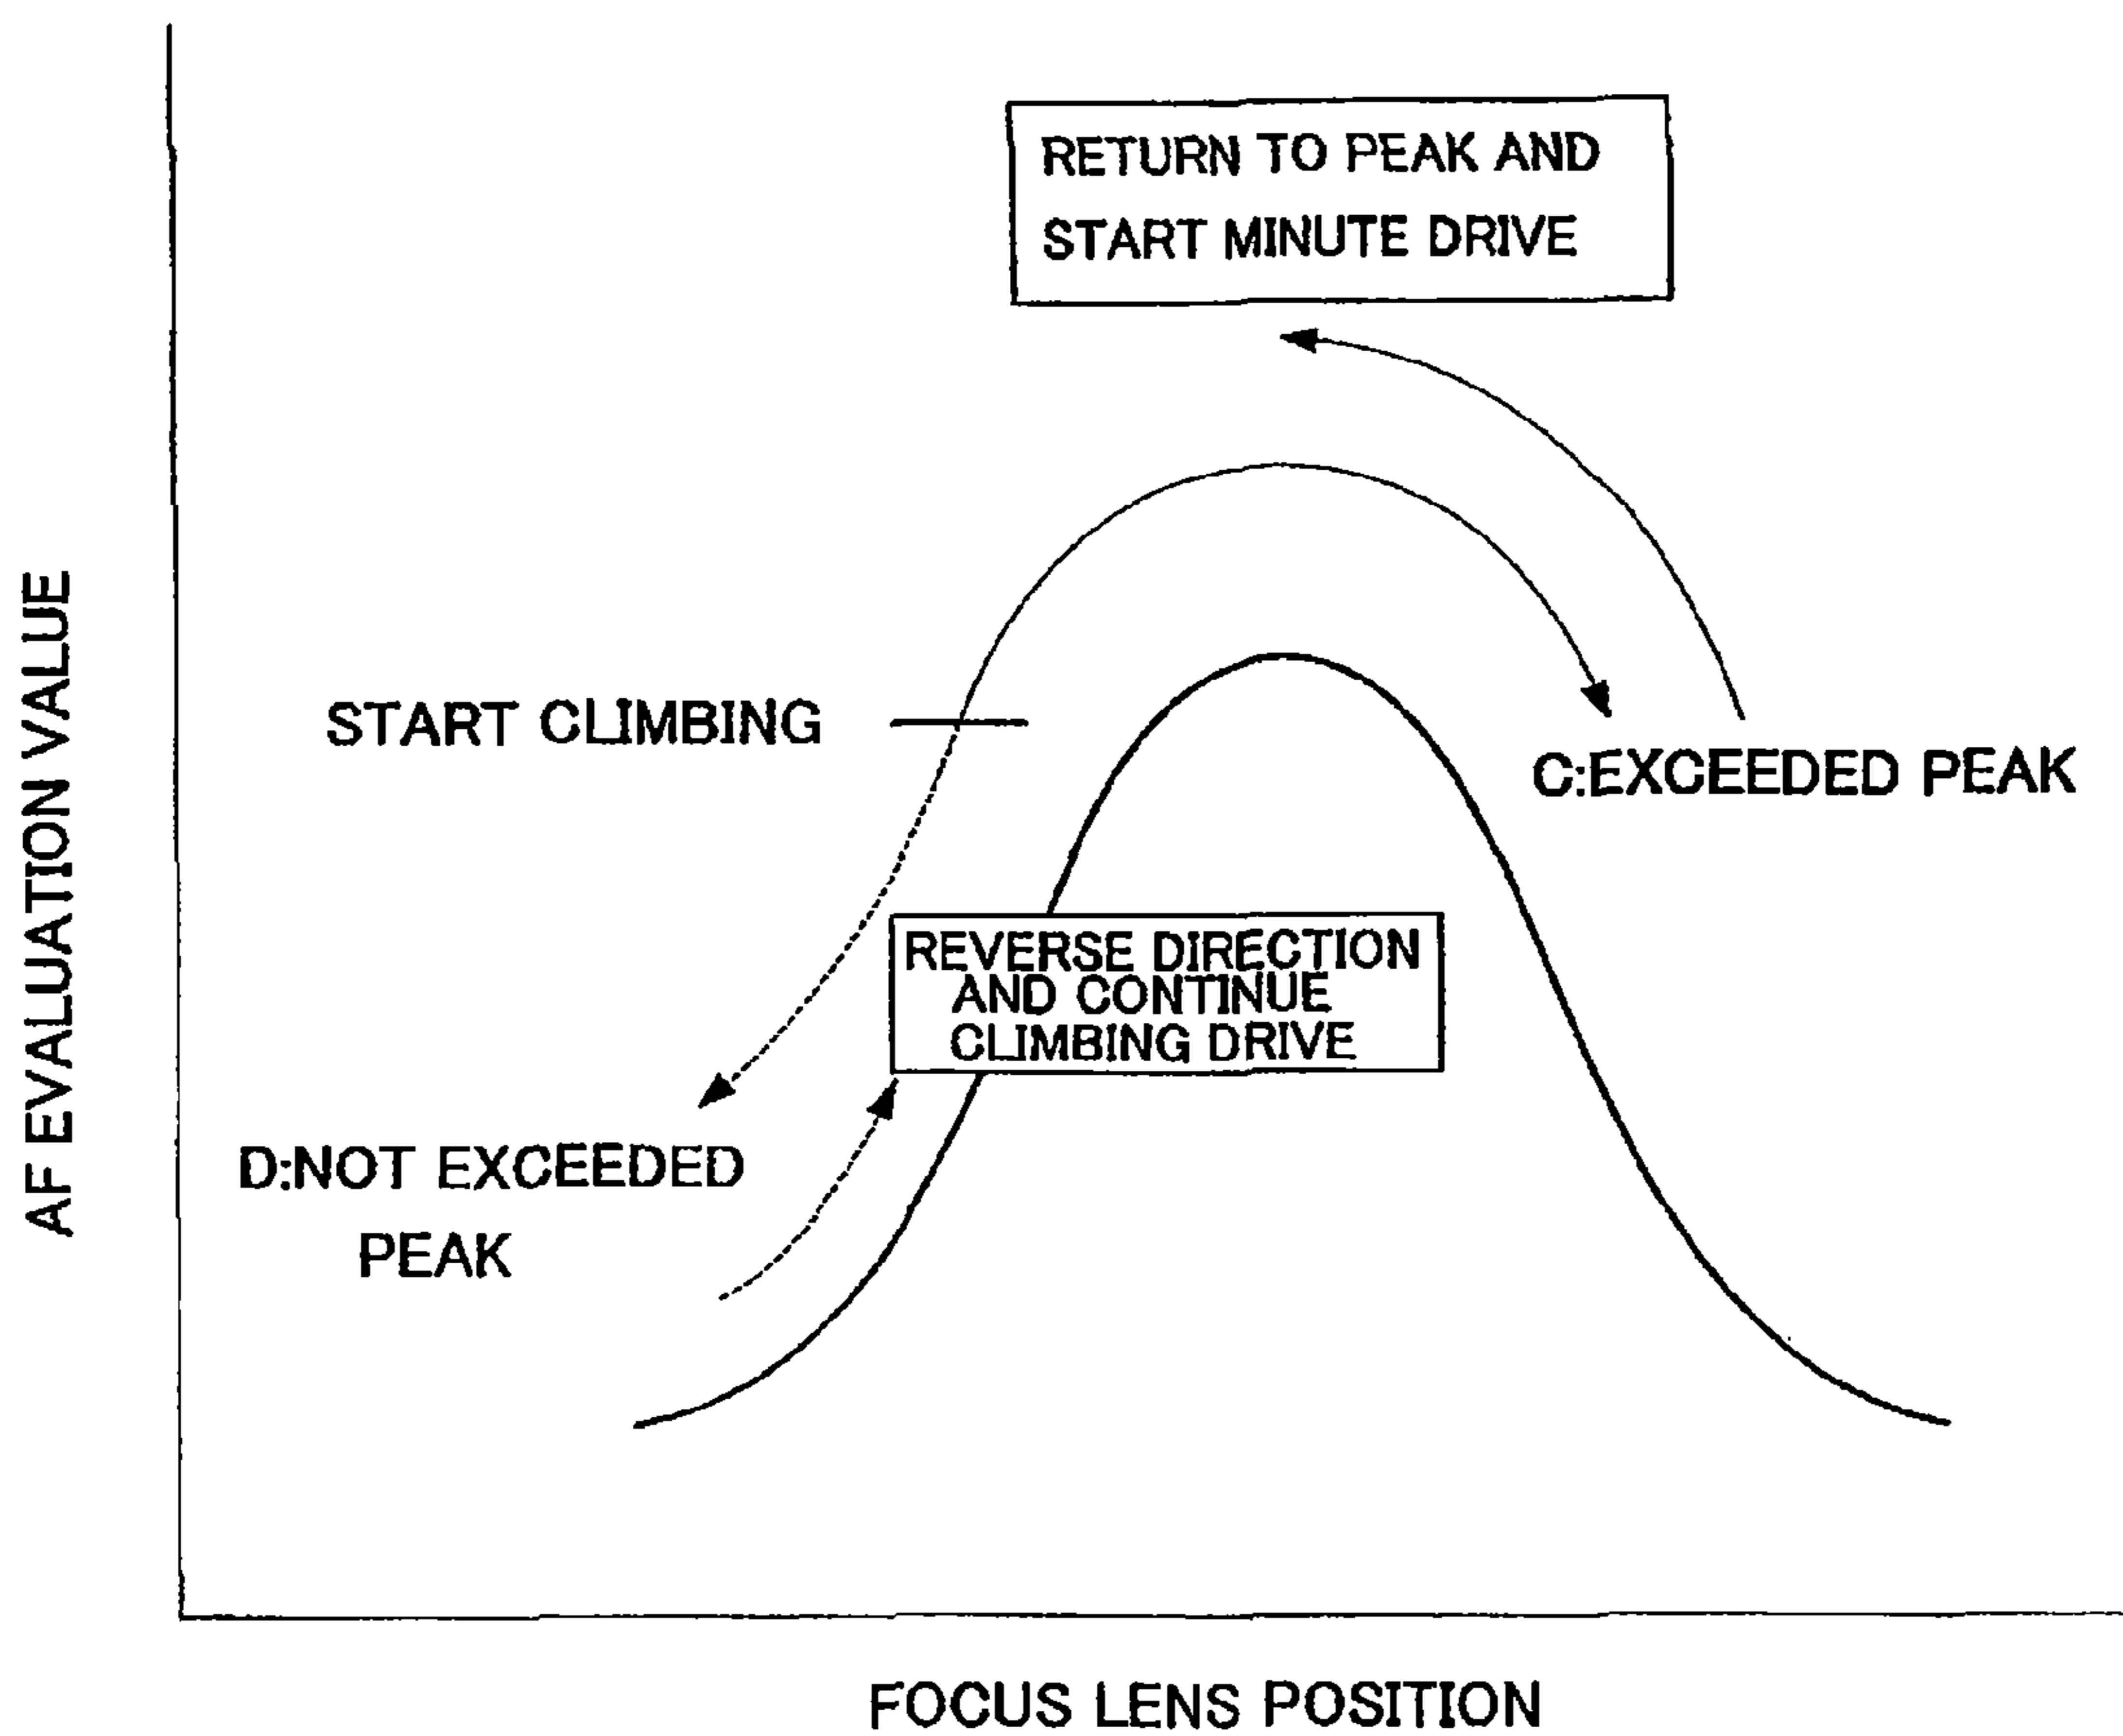 RETURN TO PEAK AND
START MINUTE DRIVE
START CLIMBING
C:EXCEEDED PEAK
REVERSE DIRECTION
AND CONTINUE
CLIMBING DRIVE
D:NOT EXCEEDED
PEAK
AF EVALUATION VALUE
FOCUS LENS POSITION